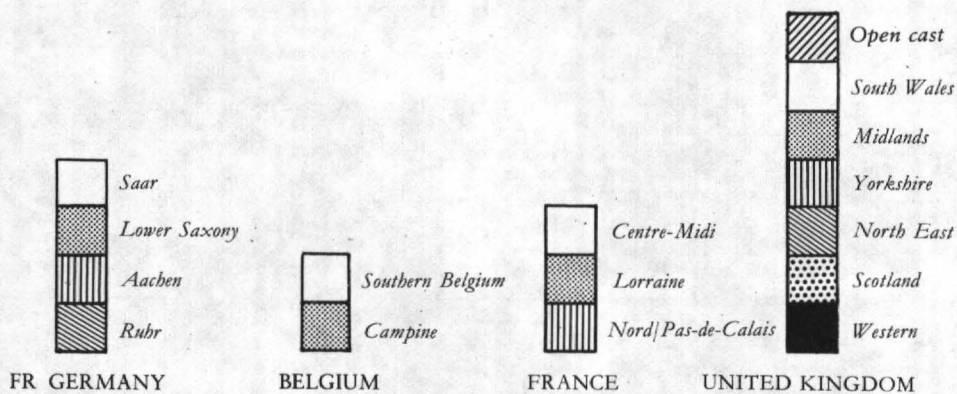 Saar
Lower Saxony
Aachen
Ruhr
FR GERMANY
Southern Belgium
Campine
BELGIUM
Centre-Midi
Lorraine
Nord/Pas-de-Calais
FRANCE
Open cast
South Wales
Midlands
Yorkshire
North East
Scotland
Western
UNITED KINGDOM